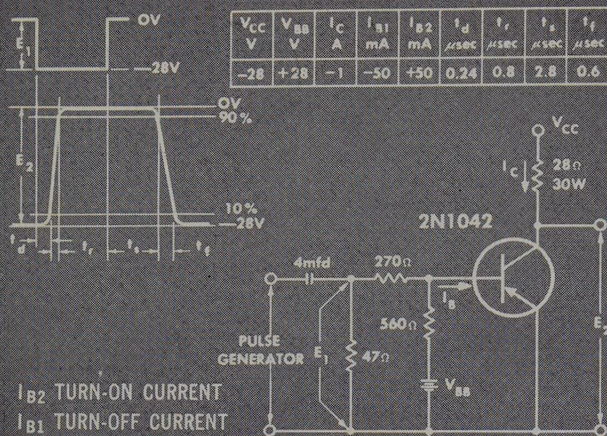 E1
OV
—28V
VCC V | VBB V | IC A | IB1 mA | IB2 mA | td µsec | tr µsec | ts µsec | tf µsec
—28 | +28 | —1 | —50 | +50 | 0.24 | 0.8 | 2.8 | 0.6
OV
90%
E2
10%
—28V
td
tr
ts
tf
VCC
IC
28Ω
30W
2N1042
4mfd
270Ω
IB
560Ω
E2
PULSE
GENERATOR
E1
47Ω
VBB
IB2 TURN-ON CURRENT
IB1 TURN-OFF CURRENT